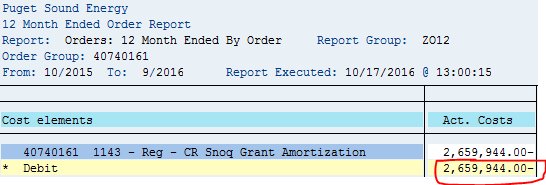 Puget Sound Energy
12 Month Ended Order Report
Report: Orders: 12 Month Ended By Order Report Group: ZO12
Order Group: 40740161
From: 10/2015 To: 9/2016 Report Executed: 10/17/2016 @ 13:00:15
Cost elements Act. Costs
40740161 1143 - Reg - CR Snoq Grant Amortization 2,659,944.00-
* Debit 2,659,944.00-